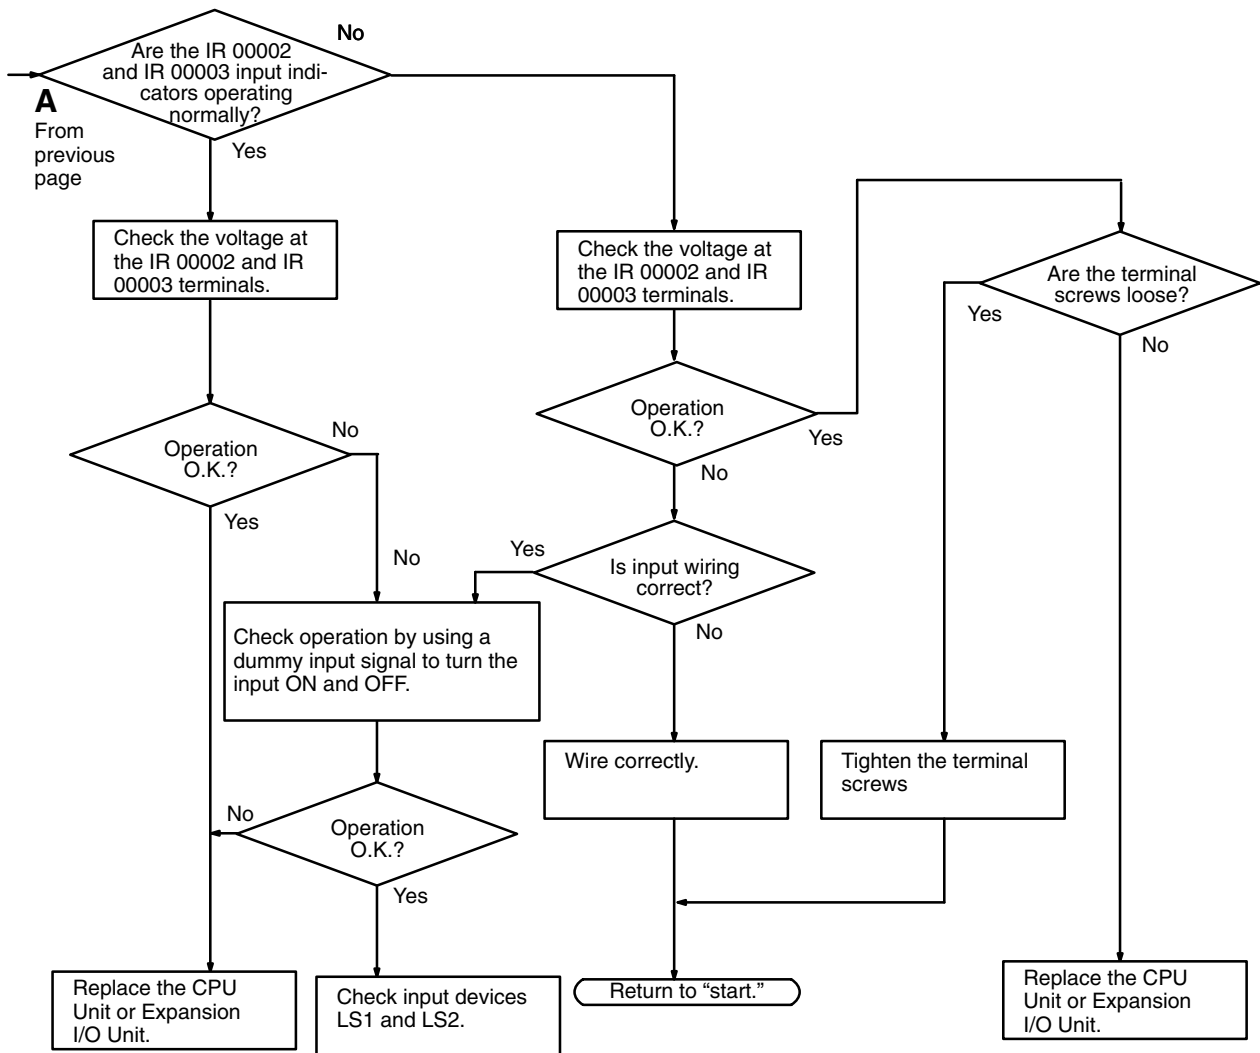 No
Are the IR 00002
and IR 00003 input indi-
cators operating
normally?
A
From
previous
page
Yes
Check the voltage at
the IR 00002 and IR
00003 terminals.
Check the voltage at
the IR 00002 and IR
00003 terminals.
Are the terminal
screws loose?
Yes
No
Operation
O.K.?
No
Yes
Operation
O.K.?
Yes
No
No
Yes
Is input wiring
correct?
No
Check operation by using a
dummy input signal to turn the
input ON and OFF.
Wire correctly.
Tighten the terminal
screws
No
Operation
O.K.?
Yes
Replace the CPU
Unit or Expansion
I/O Unit.
Check input devices
LS1 and LS2.
Return to “start.”
Replace the CPU
Unit or Expansion
I/O Unit.